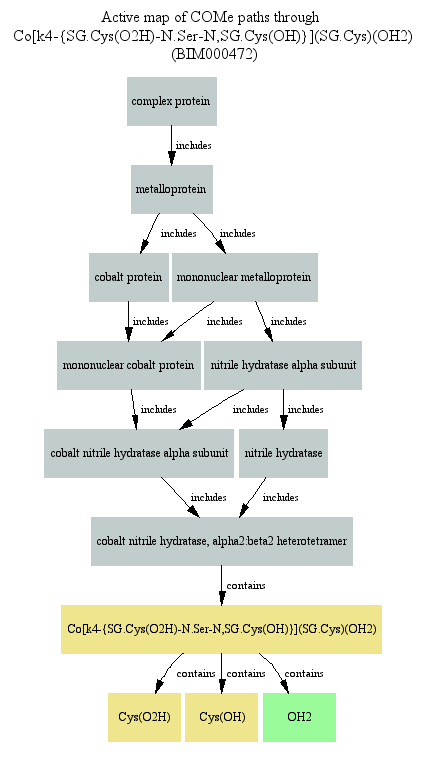 Active map of COMe paths through
Co[k4-{SG.Cys(O2H)-N.Ser-N,SG.Cys(OH)}](SG.Cys)(OH2)
(BIM000472)
complex protein
includes
metalloprotein
includes
includes
cobalt protein
mononuclear metalloprotein
includes
includes
includes
mononuclear cobalt protein
nitrile hydratase alpha subunit
includes
includes
includes
cobalt nitrile hydratase alpha subunit
nitrile hydratase
includes
includes
cobalt nitrile hydratase, alpha2:beta2 heterotetramer
contains
Co[k4-{SG.Cys(O2H)-N.Ser-N,SG.Cys(OH)}](SG.Cys)(OH2)
contains
contains
contains
Cys(O2H)
Cys(OH)
OH2